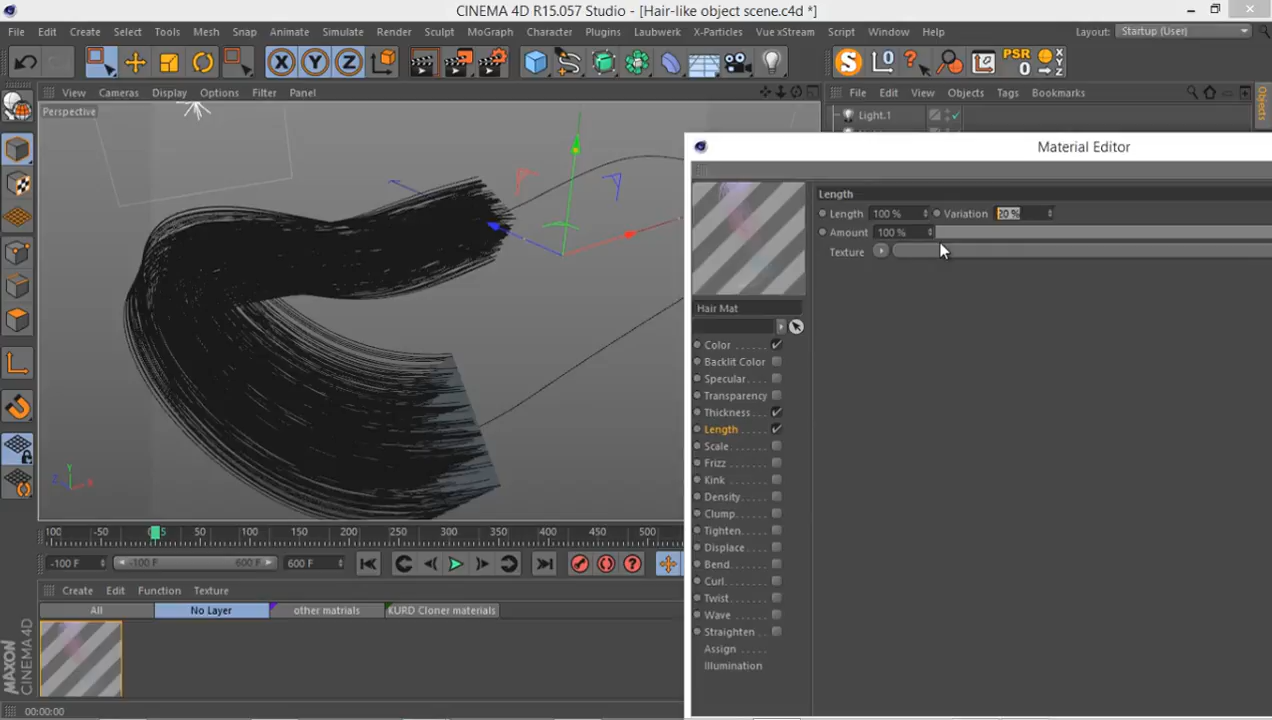 CINEMA 4D R15.057 Studio - [Hair-like object scene.c4d *]
File Edit Create Select Tools Mesh Snap Animate Simulate Render Sculpt MoGraph Character Plugins Laubwerk X-Particles Vue xStream Script Window Help Layout: Startup (User)
X Y Z S 0 ? PSR 0 X Y Z
View Cameras Display Options Filter Panel
File Edit View Objects Tags Bookmarks
Objects
Perspective
Light.1
Material Editor
Length
Length 100 % Variation 20 %
Amount 100 %
Texture
Hair Mat
Color
Backlit Color
Specular
Transparency
Thickness
Length
Scale
Frizz
Kink
Density
Clump
Tighten
Displace
Bend
Curl
Twist
Wave
Straighten
Assign
Illumination
Y
Z X
100 -50 5 50 100 150 200 250 300 350 400 450 500
-100 F -100 F 600 F 600 F
Create Edit Function Texture
All No Layer other matrials KURD Cloner materials
MAXON CINEMA 4D
00:00:00